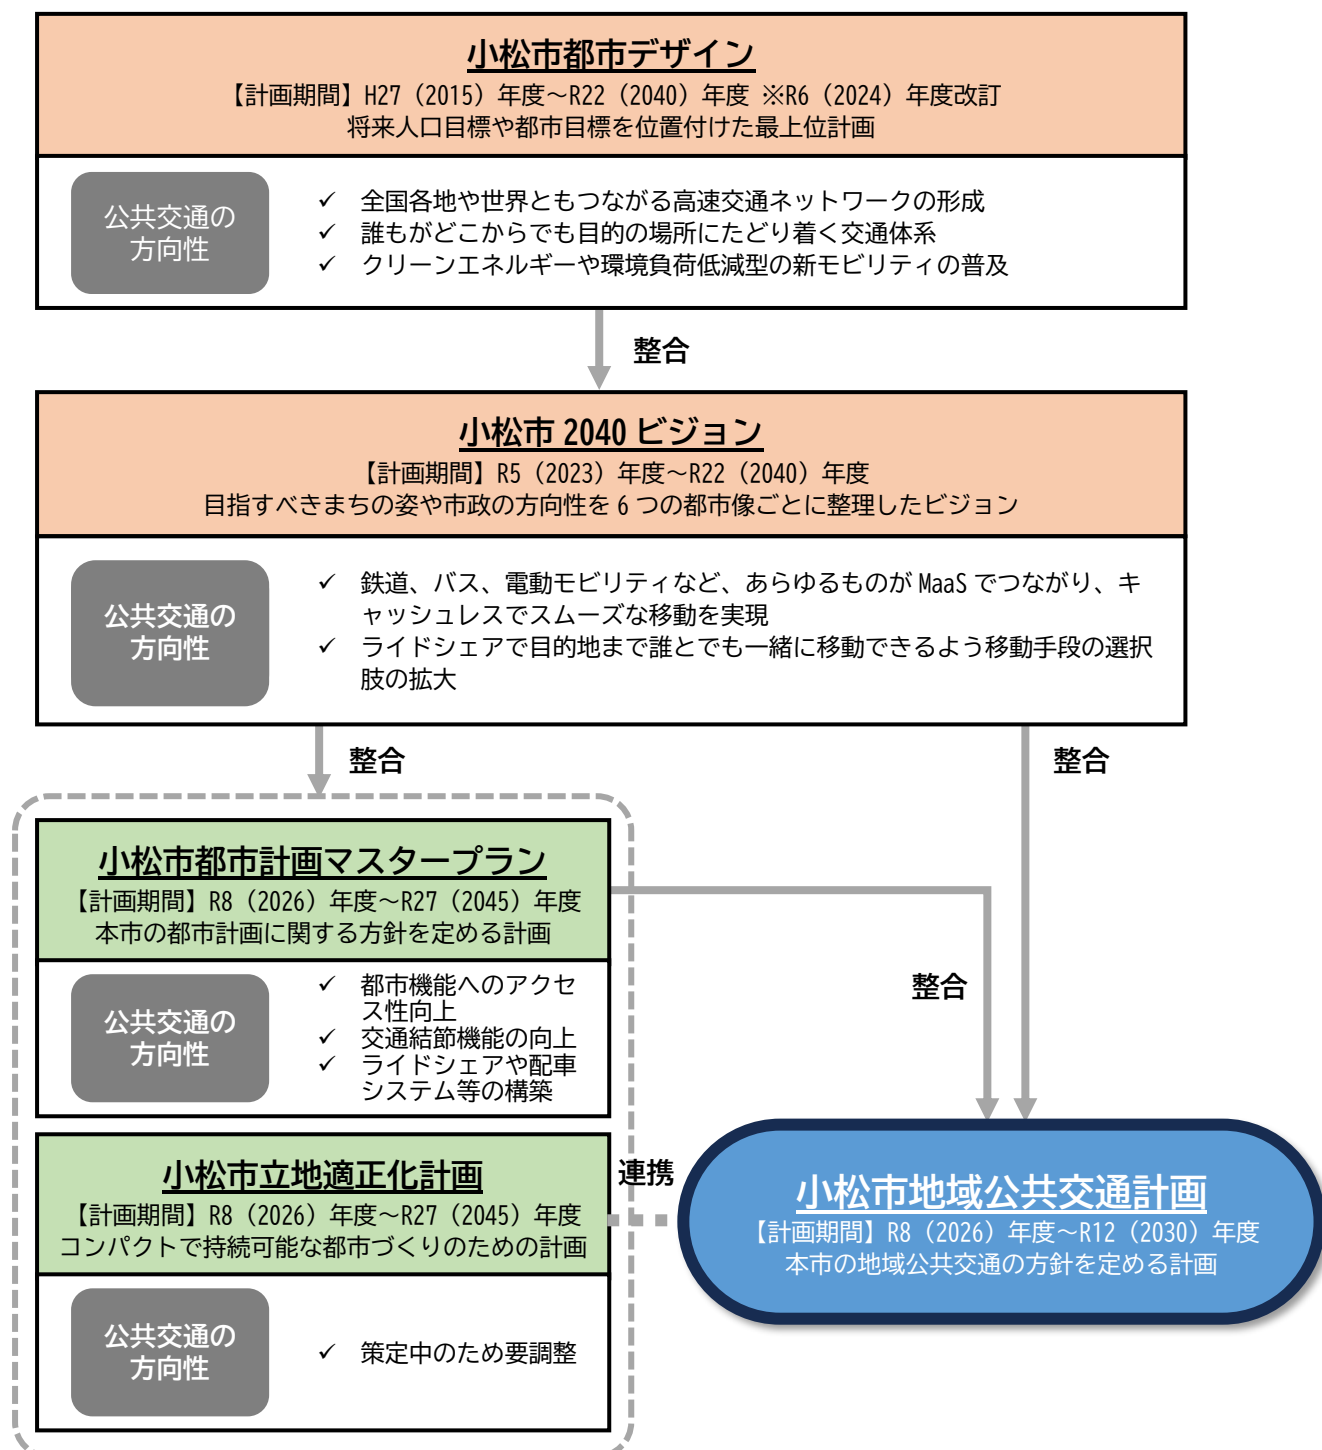 小松市都市デザイン
【計画期間】H27（2015）年度～R22（2040）年度 ※R6（2024）年度改訂
将来人口目標や都市目標を位置付けた最上位計画
公共交通の
方向性
✓ 全国各地や世界ともつながる高速交通ネットワークの形成
✓ 誰もがどこからでも目的の場所にたどり着く交通体系
✓ クリーンエネルギーや環境負荷低減型の新モビリティの普及
整合
小松市 2040 ビジョン
【計画期間】R5（2023）年度～R22（2040）年度
目指すべきまちの姿や市政の方向性を 6 つの都市像ごとに整理したビジョン
公共交通の
方向性
✓ 鉄道、バス、電動モビリティなど、あらゆるものが MaaS でつながり、キ
ャッシュレスでスムーズな移動を実現
✓ ライドシェアで目的地まで誰とでも一緒に移動できるよう移動手段の選択
肢の拡大
整合
整合
小松市都市計画マスタープラン
【計画期間】R8（2026）年度～R27（2045）年度
本市の都市計画に関する方針を定める計画
公共交通の
方向性
✓ 都市機能へのアクセ
ス性向上
✓ 交通結節機能の向上
✓ ライドシェアや配車
システム等の構築
整合
小松市立地適正化計画
【計画期間】R8（2026）年度～R27（2045）年度
コンパクトで持続可能な都市づくりのための計画
公共交通の
方向性
✓ 策定中のため要調整
連携
小松市地域公共交通計画
【計画期間】R8（2026）年度～R12（2030）年度
本市の地域公共交通の方針を定める計画